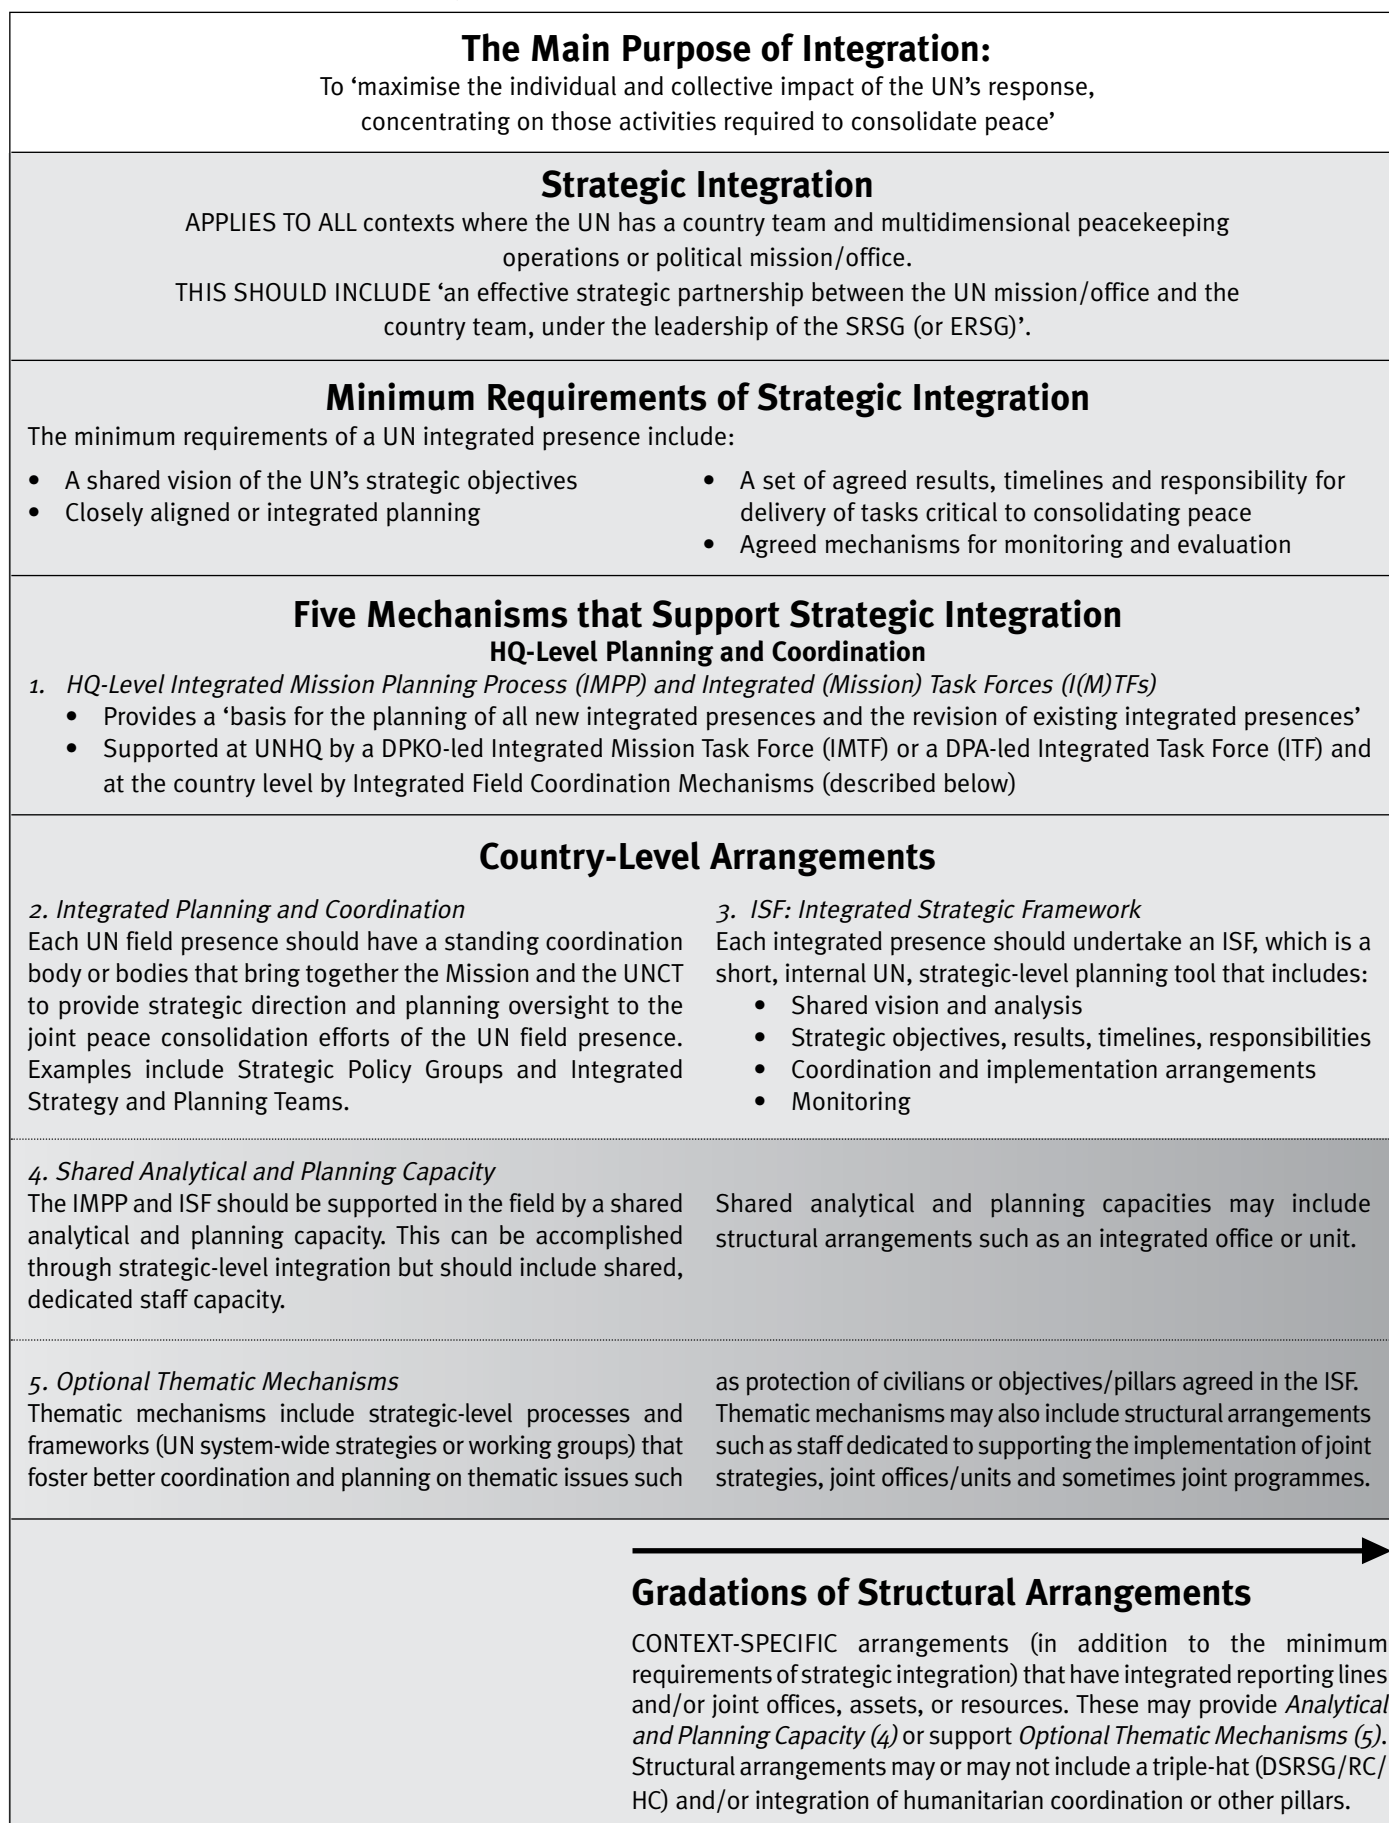 The Main Purpose of Integration:
To ‘maximise the individual and collective impact of the UN’s response,
concentrating on those activities required to consolidate peace’
Strategic Integration
APPLIES TO ALL contexts where the UN has a country team and multidimensional peacekeeping
operations or political mission/office.
THIS SHOULD INCLUDE ‘an effective strategic partnership between the UN mission/office and the
country team, under the leadership of the SRSG (or ERSG)’.
Minimum Requirements of Strategic Integration
The minimum requirements of a UN integrated presence include:
• A shared vision of the UN’s strategic objectives
• Closely aligned or integrated planning
• A set of agreed results, timelines and responsibility for
delivery of tasks critical to consolidating peace
• Agreed mechanisms for monitoring and evaluation
Five Mechanisms that Support Strategic Integration
HQ-Level Planning and Coordination
1. HQ-Level Integrated Mission Planning Process (IMPP) and Integrated (Mission) Task Forces (I(M)TFs)
• Provides a ‘basis for the planning of all new integrated presences and the revision of existing integrated presences’
• Supported at UNHQ by a DPKO-led Integrated Mission Task Force (IMTF) or a DPA-led Integrated Task Force (ITF) and
at the country level by Integrated Field Coordination Mechanisms (described below)
Country-Level Arrangements
2. Integrated Planning and Coordination
Each UN field presence should have a standing coordination
body or bodies that bring together the Mission and the UNCT
to provide strategic direction and planning oversight to the
joint peace consolidation efforts of the UN field presence.
Examples include Strategic Policy Groups and Integrated
Strategy and Planning Teams.
3. ISF: Integrated Strategic Framework
Each integrated presence should undertake an ISF, which is a
short, internal UN, strategic-level planning tool that includes:
• Shared vision and analysis
• Strategic objectives, results, timelines, responsibilities
• Coordination and implementation arrangements
• Monitoring
4. Shared Analytical and Planning Capacity
The IMPP and ISF should be supported in the field by a shared
analytical and planning capacity. This can be accomplished
through strategic-level integration but should include shared,
dedicated staff capacity.
Shared analytical and planning capacities may include
structural arrangements such as an integrated office or unit.
5. Optional Thematic Mechanisms
Thematic mechanisms include strategic-level processes and
frameworks (UN system-wide strategies or working groups) that
foster better coordination and planning on thematic issues such
as protection of civilians or objectives/pillars agreed in the ISF.
Thematic mechanisms may also include structural arrangements
such as staff dedicated to supporting the implementation of joint
strategies, joint offices/units and sometimes joint programmes.
Gradations of Structural Arrangements
CONTEXT-SPECIFIC arrangements (in addition to the minimum
requirements of strategic integration) that have integrated reporting lines
and/or joint offices, assets, or resources. These may provide Analytical
and Planning Capacity (4) or support Optional Thematic Mechanisms (5).
Structural arrangements may or may not include a triple-hat (DSRSG/RC/
HC) and/or integration of humanitarian coordination or other pillars.